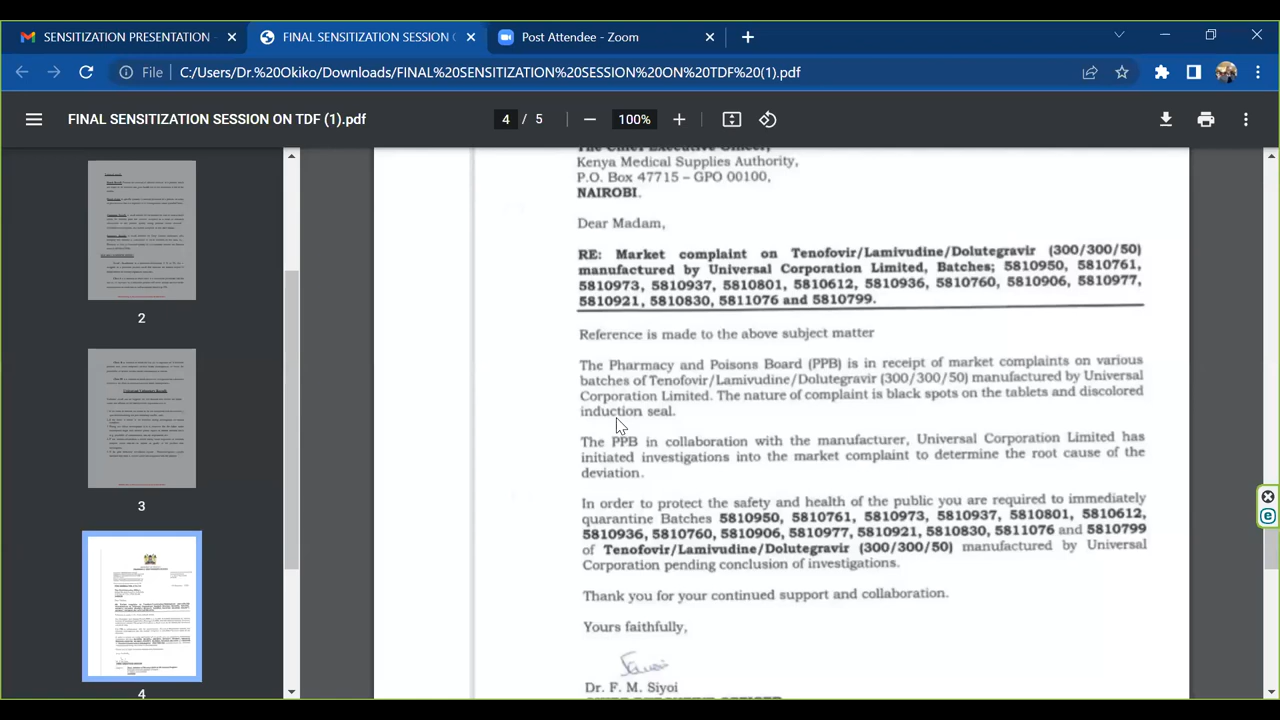 SENSITIZATION PRESENTATION -
FINAL SENSITIZATION SESSION O
Post Attendee - Zoom
File
C:/Users/Dr.%20Okiko/Downloads/FINAL%20SENSITIZATION%20SESSION%20ON%20TDF%20(1).pdf
FINAL SENSITIZATION SESSION ON TDF (1).pdf
4 / 5
100%
2
3
4
The Chief Executive Officer,
Kenya Medical Supplies Authority,
P.O. Box 47715 – GPO 00100,
NAIROBI.
Dear Madam,
RE: Market complaint on Tenofovir/Lamivudine/Dolutegravir (300/300/50)
manufactured by Universal Corporation Limited, Batches; 5810950, 5810761,
5810973, 5810937, 5810801, 5810612, 5810936, 5810760, 5810906, 5810977,
5810921, 5810830, 5811076 and 5810799.
Reference is made to the above subject matter
The Pharmacy and Poisons Board (PPB) is in receipt of market complaints on various
batches of Tenofovir/Lamivudine/Dolutegravir (300/300/50) manufactured by Universal
Corporation Limited. The nature of complaint is black spots on the tablets and discolored
induction seal.
The PPB in collaboration with the manufacturer, Universal Corporation Limited has
initiated investigations into the market complaint to determine the root cause of the
deviation.
In order to protect the safety and health of the public you are required to immediately
quarantine Batches 5810950, 5810761, 5810973, 5810937, 5810801, 5810612,
5810936, 5810760, 5810906, 5810977, 5810921, 5810830, 5811076 and 5810799
of Tenofovir/Lamivudine/Dolutegravir (300/300/50) manufactured by Universal
Corporation pending conclusion of investigations.
Thank you for your continued support and collaboration.
Yours faithfully,
Dr. F. M. Siyoi